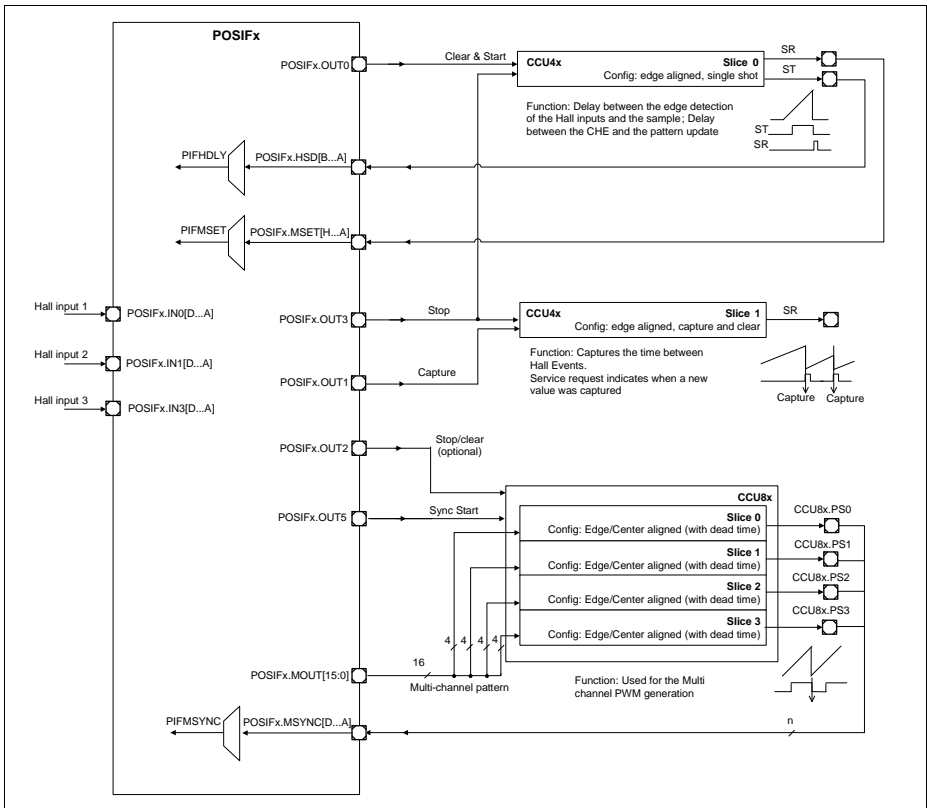 POSIFx
POSIFx.OUT0
Clear & Start
CCU4x
Slice 0
Config: edge aligned, single shot
SR
ST
Function: Delay between the edge detection
of the Hall inputs and the sample; Delay
between the CHE and the pattern update
ST
SR
PIFHDLY
POSIFx.HSD[B...A]
PIFMSET
POSIFx.MSET[H...A]
Hall input 1
POSIFx.IN0[D...A]
POSIFx.OUT3
Stop
CCU4x
Slice 1
Config: edge aligned, capture and clear
SR
Hall input 2
POSIFx.IN1[D...A]
Function: Captures the time between
Hall Events.
Service request indicates when a new
value was captured
POSIFx.OUT1
Capture
Capture
Capture
Hall input 3
POSIFx.IN3[D...A]
POSIFx.OUT2
Stop/clear
(optional)
CCU8x
POSIFx.OUT5
Sync Start
Slice 0
Config: Edge/Center aligned (with dead time)
CCU8x.PS0
Slice 1
Config: Edge/Center aligned (with dead time)
CCU8x.PS1
Slice 2
Config: Edge/Center aligned (with dead time)
CCU8x.PS2
Slice 3
Config: Edge/Center aligned (with dead time)
CCU8x.PS3
4
4
4
4
16
POSIFx.MOUT[15:0]
Multi-channel pattern
Function: Used for the Multi
channel PWM generation
PIFMSYNC
POSIFx.MSYNC[D...A]
n